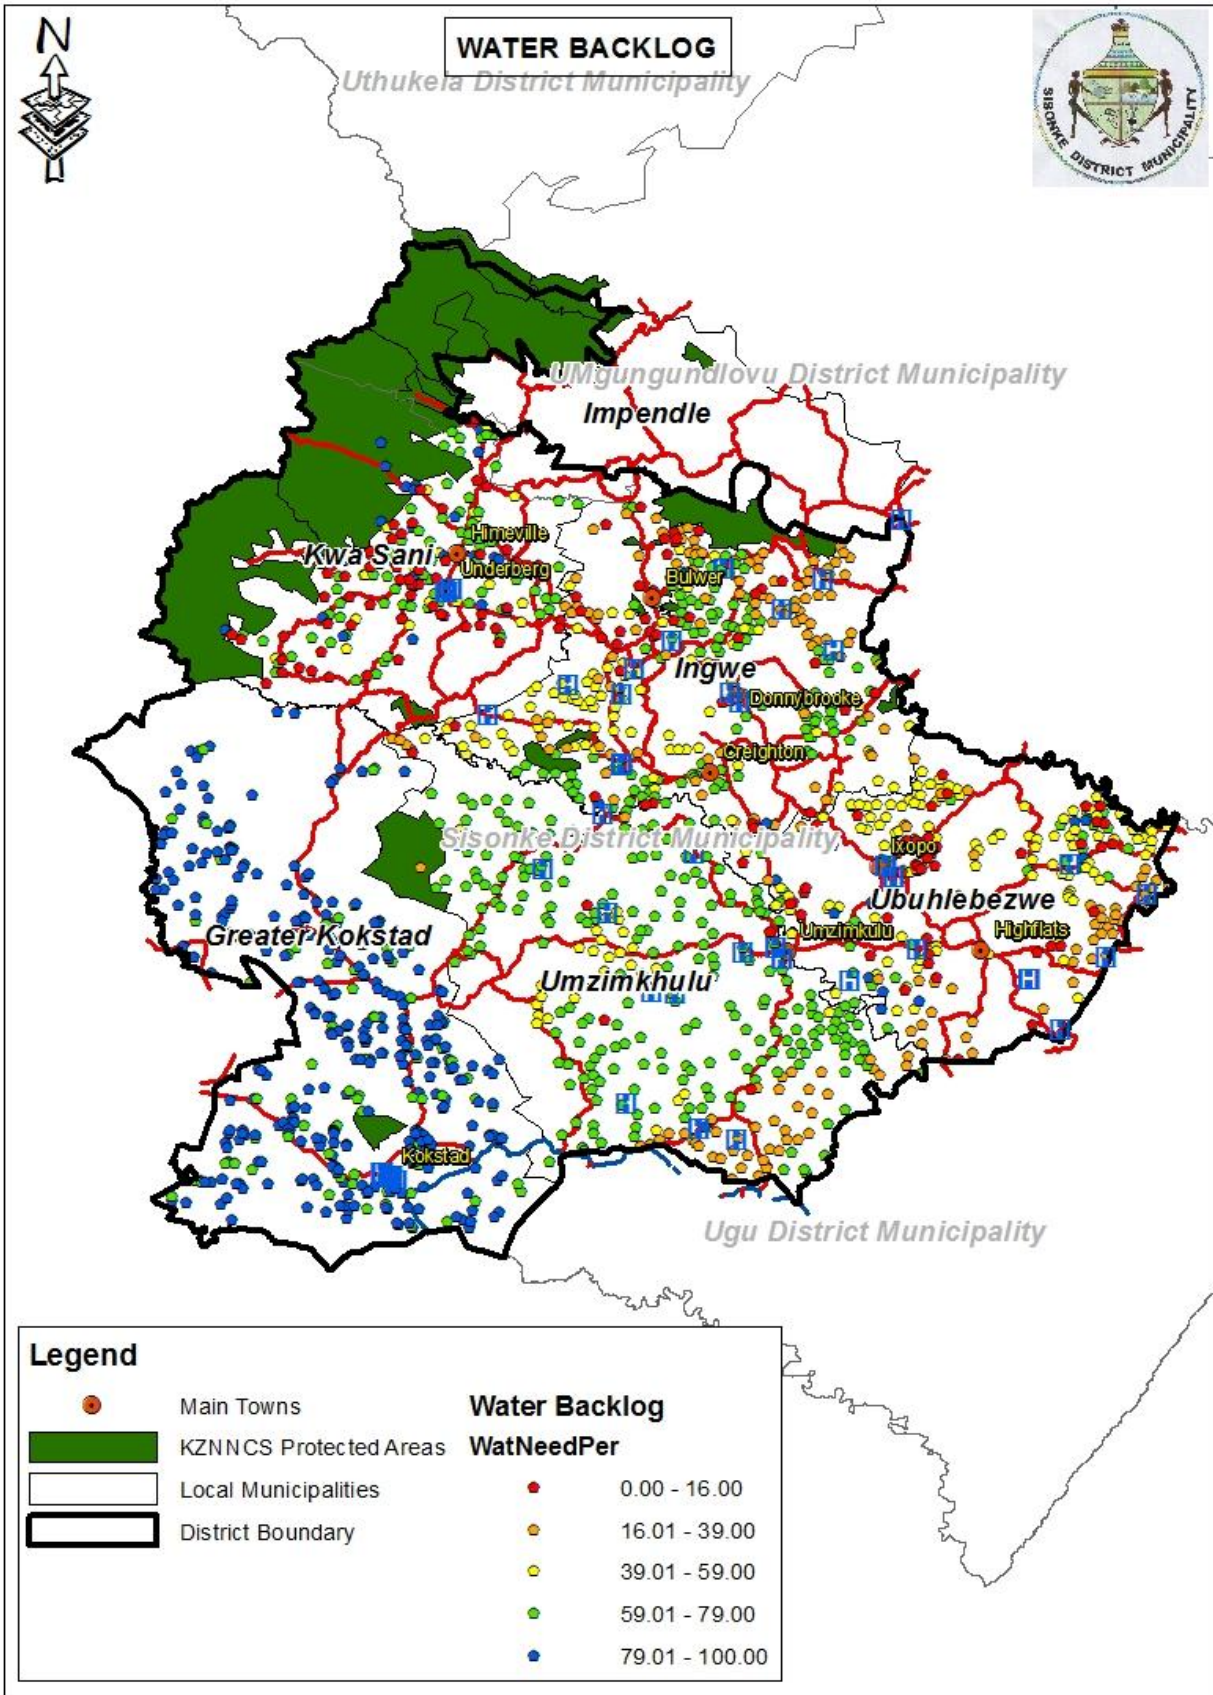 N
WATER BACKLOG
Uthukela District Municipality
SISONKE DISTRICT MUNICIPALITY
UMgungundlovu District Municipality
Impendle
Himeville
Kwa Sani
Underberg
Bulwer
Ingwe
Donnybrooke
Creighton
Sisonke District Municipality
Ixopo
Ubuhlebezwe
Greater Kokstad
Umzimkulu
Highflats
Umzimkhulu
Kokstad
Ugu District Municipality
Legend
Main Towns
KZNNCS Protected Areas
Local Municipalities
District Boundary
Water Backlog
WatNeedPer
0.00 - 16.00
16.01 - 39.00
39.01 - 59.00
59.01 - 79.00
79.01 - 100.00